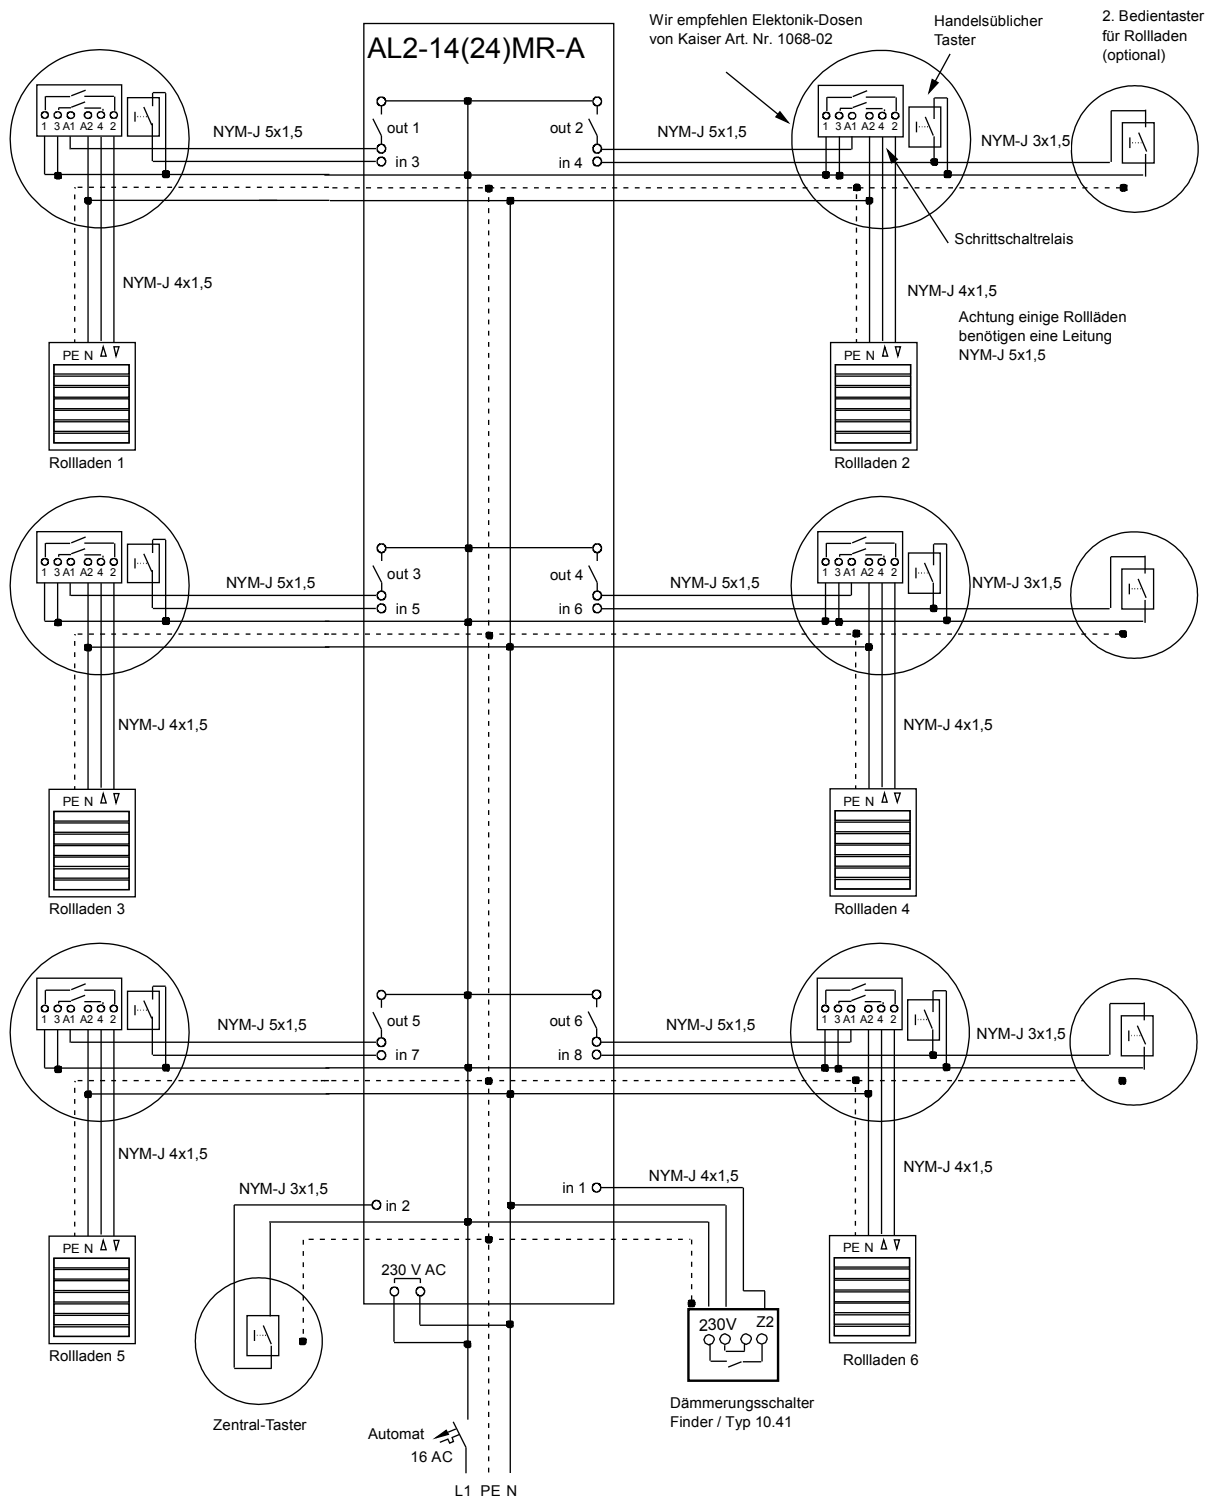 Wir empfehlen Elektonik-Dosen
von Kaiser Art. Nr. 1068-02
Handelsüblicher
Taster
2. Bedientaster
für Rollladen
(optional)
AL2-14(24)MR-A
1 3 A1 A2 4 2
NYM-J 5x1,5
out 1
in 3
out 2
in 4
NYM-J 5x1,5
1 3 A1 A2 4 2
NYM-J 3x1,5
Schrittschaltrelais
NYM-J 4x1,5
NYM-J 4x1,5
Achtung einige Rollläden
benötigen eine Leitung
NYM-J 5x1,5
PE N
Rollladen 1
PE N
Rollladen 2
1 3 A1 A2 4 2
NYM-J 5x1,5
out 3
in 5
out 4
in 6
NYM-J 5x1,5
1 3 A1 A2 4 2
NYM-J 3x1,5
NYM-J 4x1,5
NYM-J 4x1,5
PE N
Rollladen 3
PE N
Rollladen 4
1 3 A1 A2 4 2
NYM-J 5x1,5
out 5
in 7
out 6
in 8
NYM-J 5x1,5
1 3 A1 A2 4 2
NYM-J 3x1,5
NYM-J 4x1,5
NYM-J 4x1,5
NYM-J 3x1,5
in 2
in 1
NYM-J 4x1,5
PE N
Rollladen 5
PE N
Rollladen 6
230 V AC
230V Z2
Zentral-Taster
Dämmerungsschalter
Finder / Typ 10.41
Automat
16 AC
L1 PE N